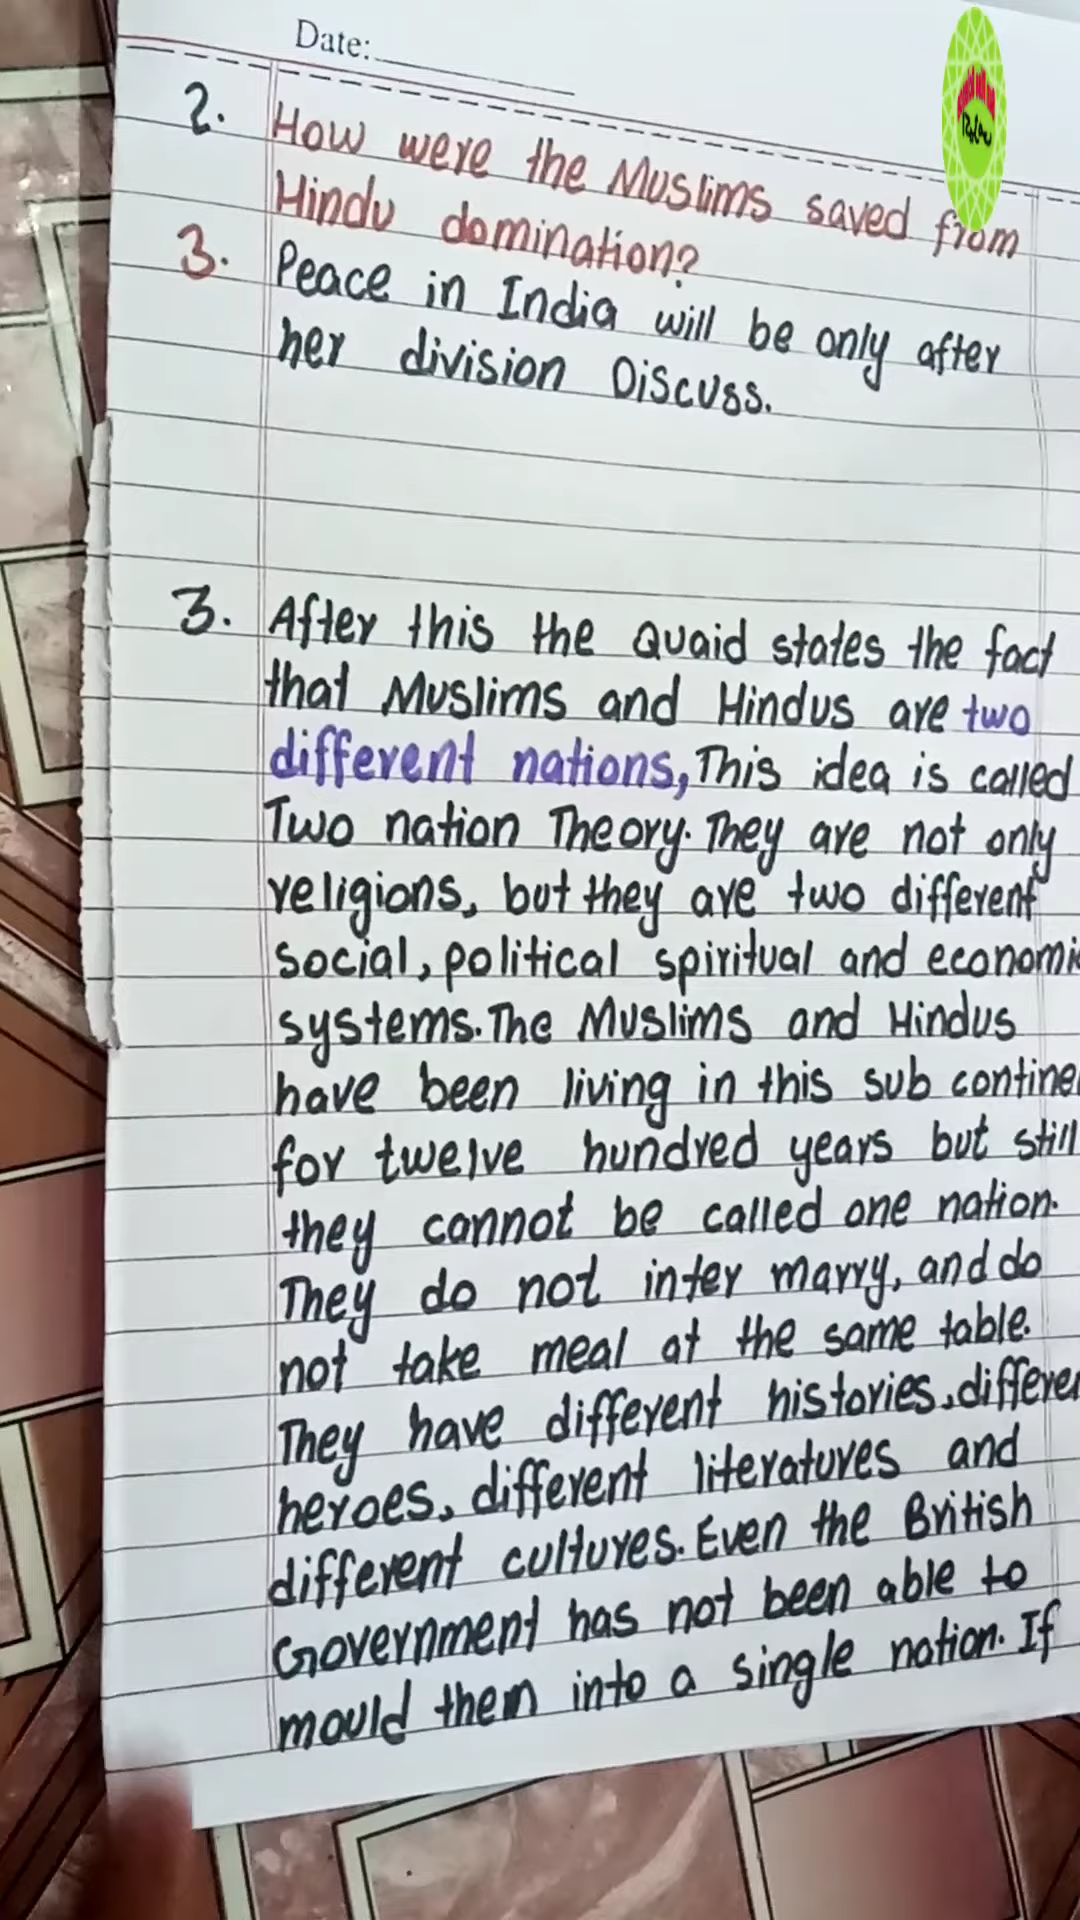 Date:
2. How were the Muslims saved from
Hindu domination?
3. Peace in India will be only after
her division Discuss.
3. After this the Quaid states the fact
that Muslims and Hindus are two
different nations, This idea is called
Two nation Theory. They are not only
religions, but they are two different
social, political spiritual and economic
systems. The Muslims and Hindus
have been living in this sub contine
for twelve hundred years but still
they cannot be called one nation.
They do not inter marry, and do
not take meal at the same table.
They have different histories, differen
heroes, different literatures and
different cultures. Even the British
Government has not been able to
mould them into a single nation. If